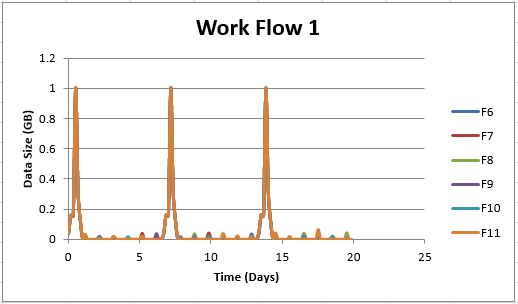 Work Flow 1
1.2
1
0.8
0.6
0.4
0.2
0
Data Size (GB)
0 5 10 15 20 25
Time (Days)
F6
F7
F8
F9
F10
F11